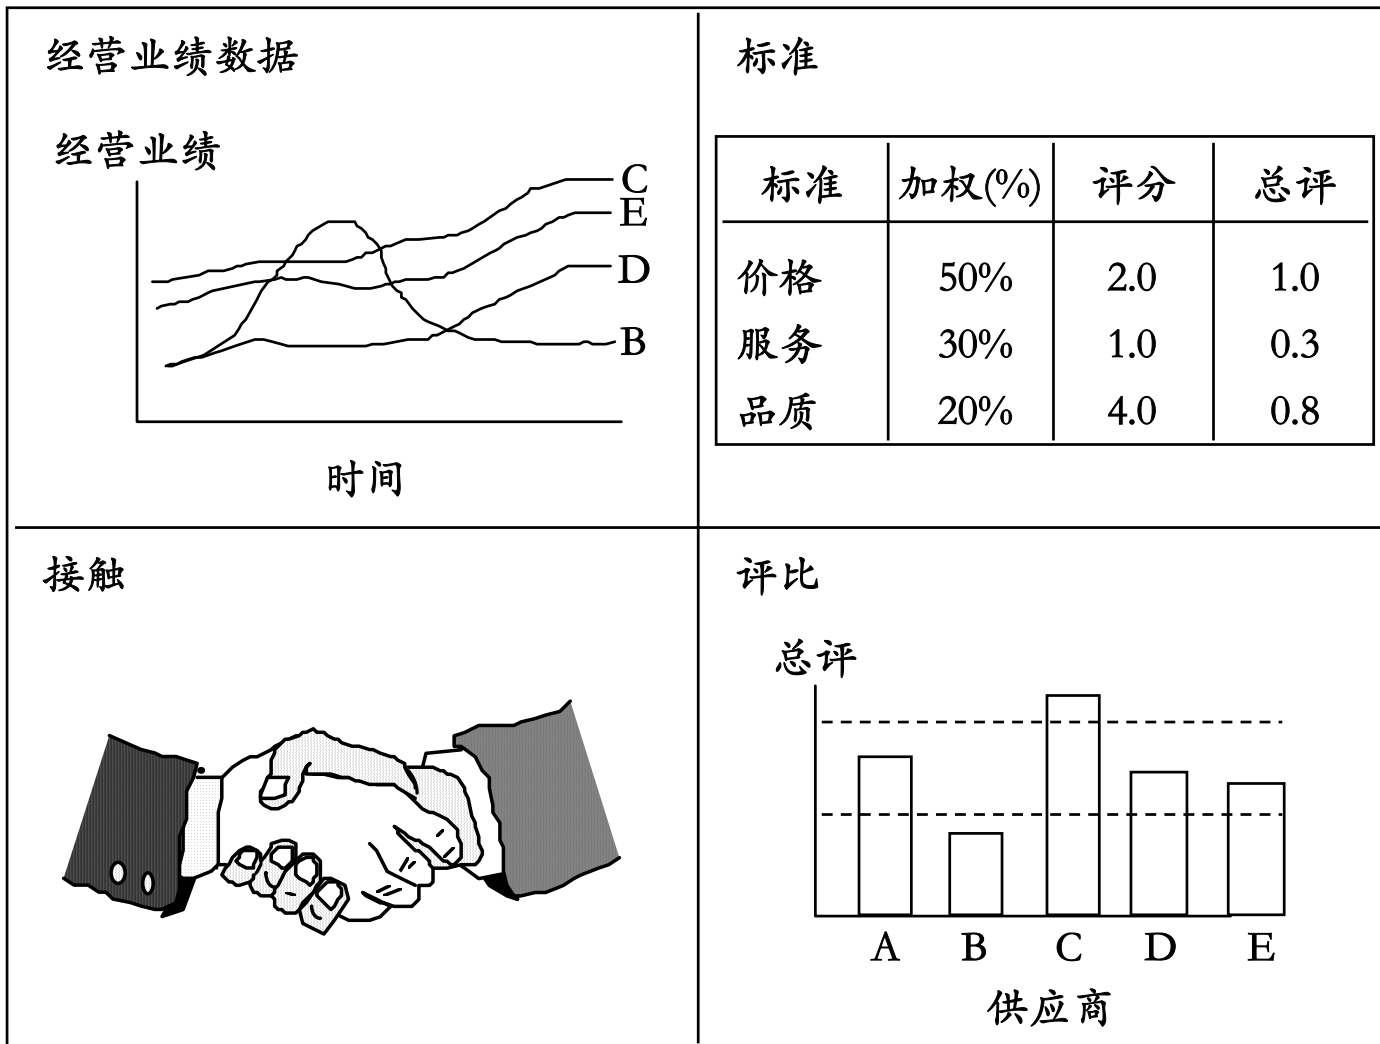 经营业绩数据
经营业绩
C
E
D
B
时间
标准
标准 加权(%) 评分 总评
价格 50% 2.0 1.0
服务 30% 1.0 0.3
品质 20% 4.0 0.8
接触
评比
总评
A B C D E
供应商